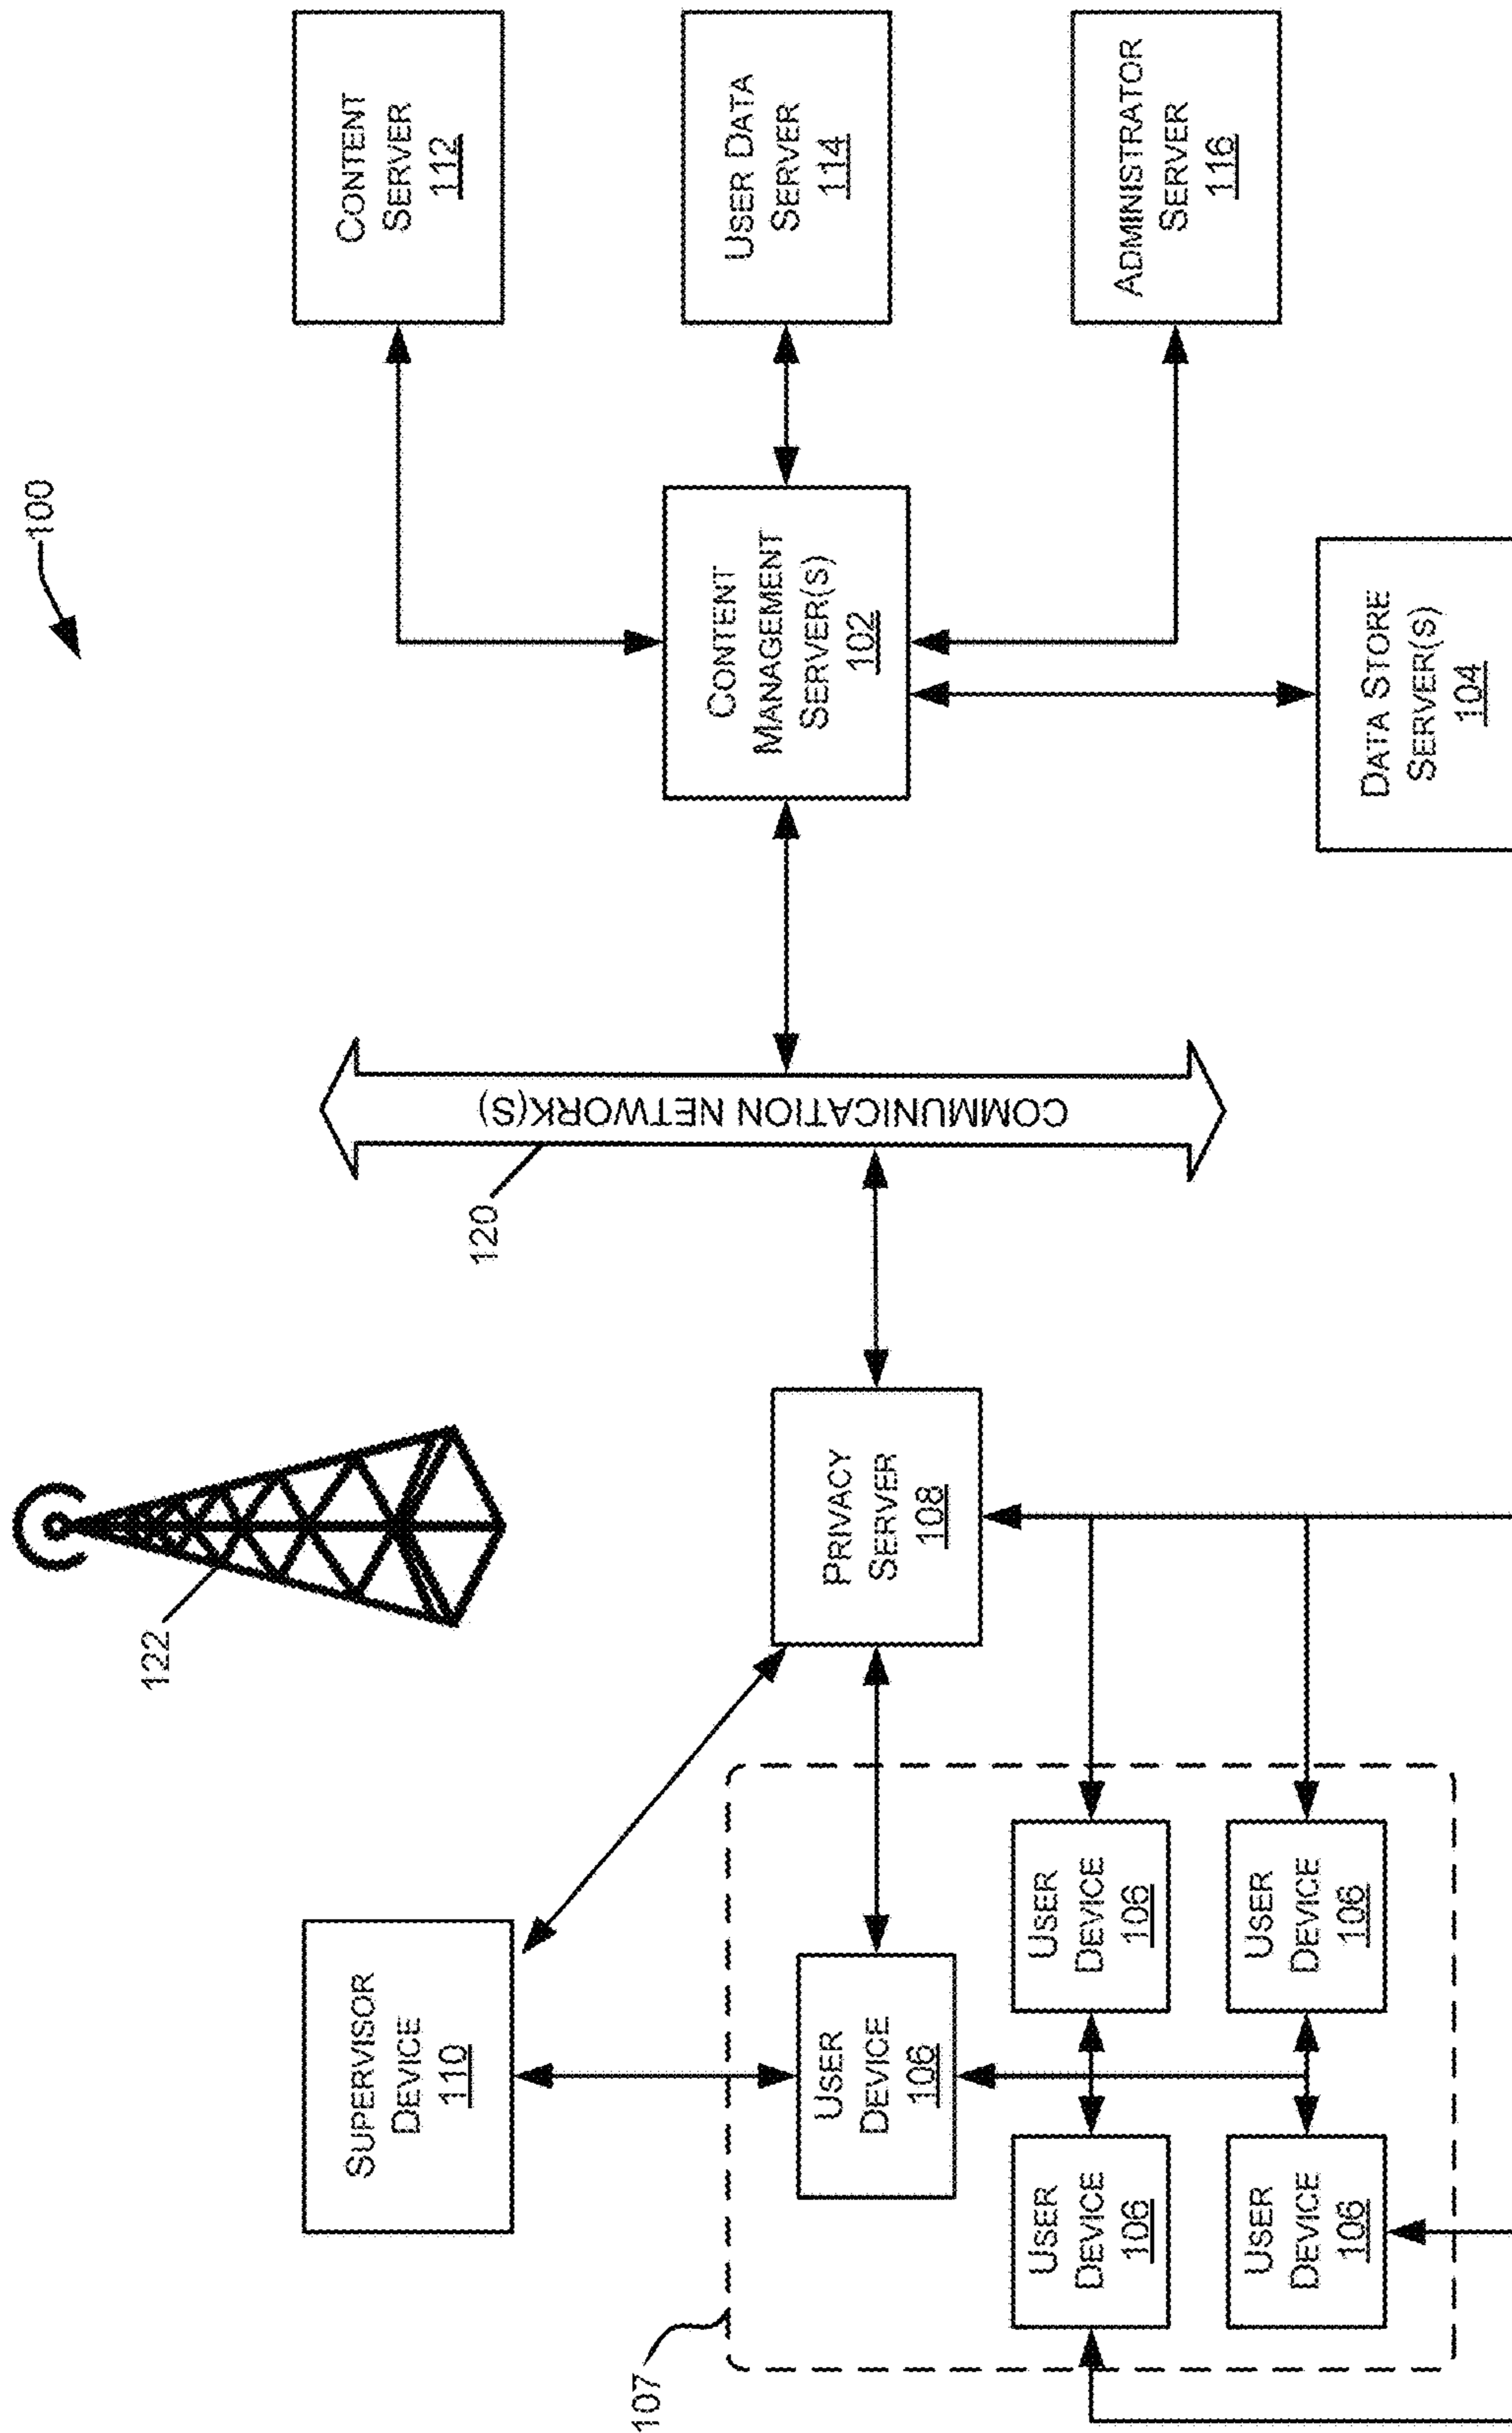 100
122
SUPERVISOR
DEVICE
110
107
USER
DEVICE
106
USER
DEVICE
106
USER
DEVICE
106
USER
DEVICE
106
USER
DEVICE
106
PRIVACY
SERVER
108
120
COMMUNICATION NETWORK(S)
CONTENT
MANAGEMENT
SERVER(S)
102
DATA STORE
SERVER(S)
104
CONTENT
SERVER
112
USER DATA
SERVER
114
ADMINISTRATOR
SERVER
116